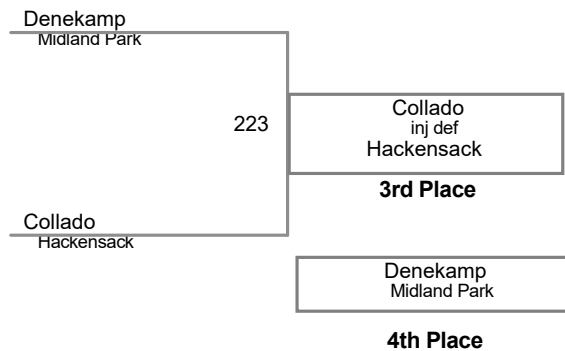 Denekamp
Midland Park
223
Collado
inj def
Hackensack
3rd Place
Collado
Hackensack
Denekamp
Midland Park
4th Place